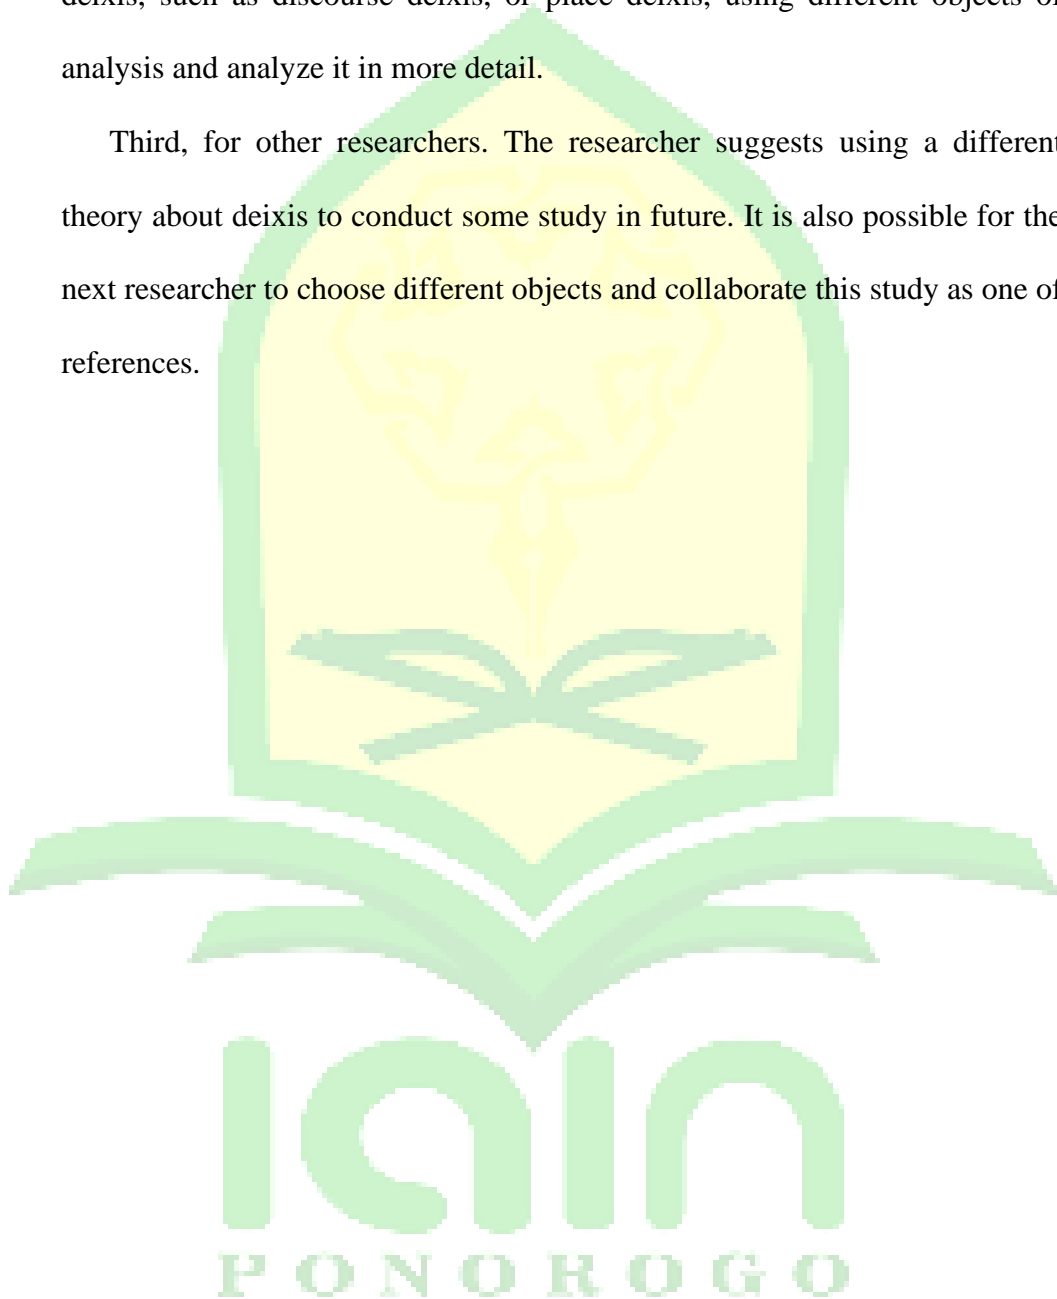 deixis, such as discourse deixis, or place deixis, using different objects of
analysis and analyze it in more detail.
Third, for other researchers. The researcher suggests using a different
theory about deixis to conduct some study in future. It is also possible for the
next researcher to choose different objects and collaborate this study as one of
references.
IAIN
PONOROGO